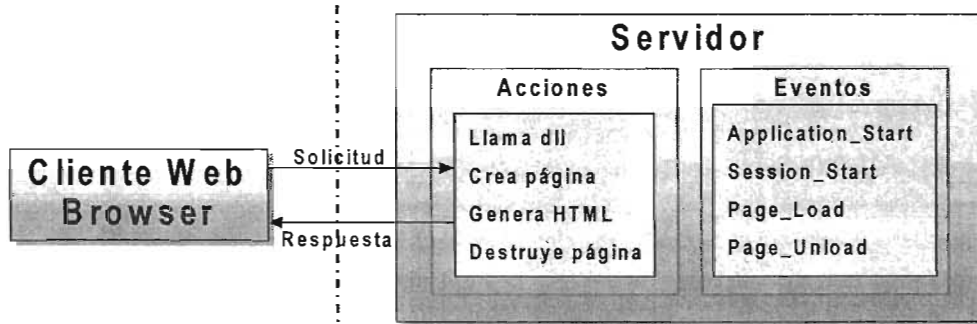 Servidor
Acciones
Eventos
Llama dll
Crea página
Genera HTML
Destruye página
Application_Start
Session_Start
Page_Load
Page_Unload
Solicitud
Respuesta
Cliente Web
Browser